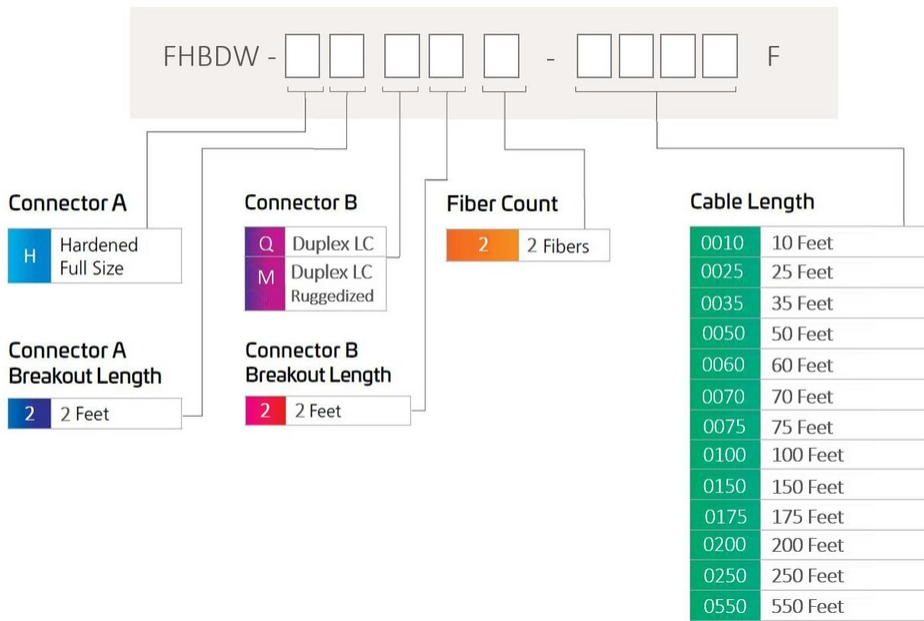 FHBDW - - F
Connector A
H Hardened
Full Size
Connector A
Breakout Length
2 2 Feet
Connector B
Q Duplex LC
M Duplex LC
Ruggedized
Connector B
Breakout Length
2 2 Feet
Fiber Count
2 2 Fibers
Cable Length
0010 10 Feet
0025 25 Feet
0035 35 Feet
0050 50 Feet
0060 60 Feet
0070 70 Feet
0075 75 Feet
0100 100 Feet
0150 150 Feet
0175 175 Feet
0200 200 Feet
0250 250 Feet
0550 550 Feet